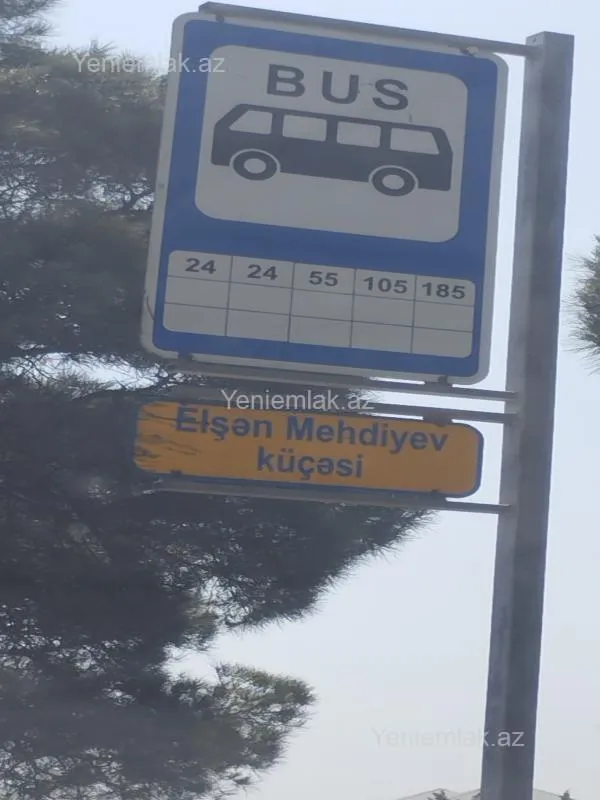 Yeniemlak.az
BUS
24 24 55 105 185
Yeniemlak.az
Elşən Mehdiyev
küçəsi
Yeniemlak.az